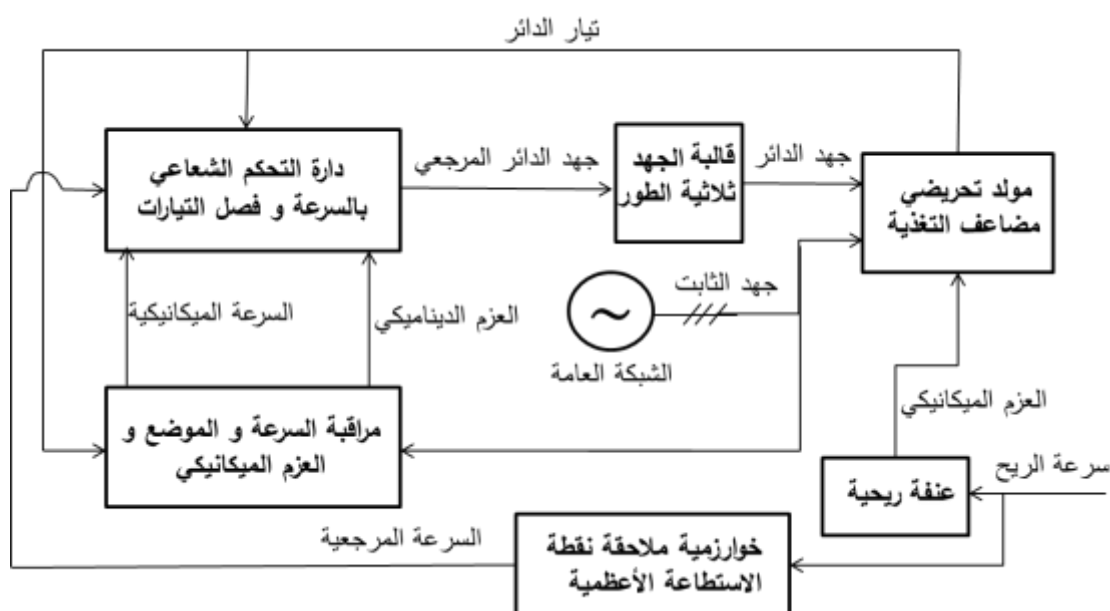 تيار الدائر
دارة التحكم الشعاعي
بالسرعة و فصل التيارات
جهد الدائر المرجعي
قالبة الجهد
ثلاثية الطور
جهد الدائر
مولد تحريضي
مضاعف التغذية
السرعة الميكانيكية
العزم الديناميكي
جهد الثابت
~
الشبكة العامة
العزم الميكانيكي
مراقبة السرعة و الموضع و
العزم الميكانيكي
عنفة ريحية
سرعة الريح
السرعة المرجعية
خوارزمية ملاحقة نقطة
الاستطاعة الأعظمية